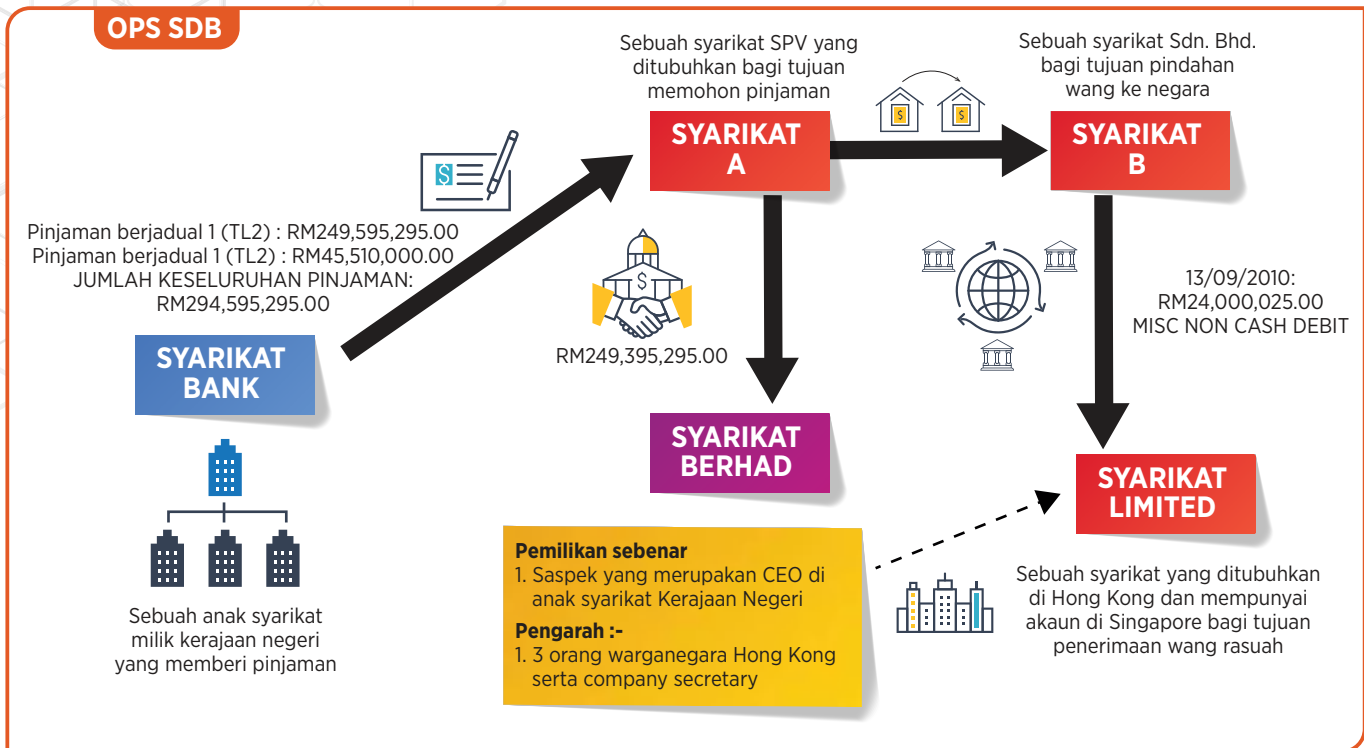 OPS SDB
Sebuah syarikat SPV yang
ditubuhkan bagi tujuan
memohon pinjaman
Sebuah syarikat Sdn. Bhd.
bagi tujuan pindahan
wang ke negara
SYARIKAT
A
SYARIKAT
B
Pinjaman berjadual 1 (TL2) : RM249,595,295.00
Pinjaman berjadual 1 (TL2) : RM45,510,000.00
JUMLAH KESELURUHAN PINJAMAN:
RM294,595,295.00
RM249,395,295.00
13/09/2010:
RM24,000,025.00
MISC NON CASH DEBIT
SYARIKAT
BANK
SYARIKAT
BERHAD
SYARIKAT
LIMITED
Sebuah anak syarikat
milik kerajaan negeri
yang memberi pinjaman
Pemilikan sebenar
1. Saspek yang merupakan CEO di
anak syarikat Kerajaan Negeri
Pengarah :-
1. 3 orang warganegara Hong Kong
serta company secretary
Sebuah syarikat yang ditubuhkan
di Hong Kong dan mempunyai
akaun di Singapore bagi tujuan
penerimaan wang rasuah